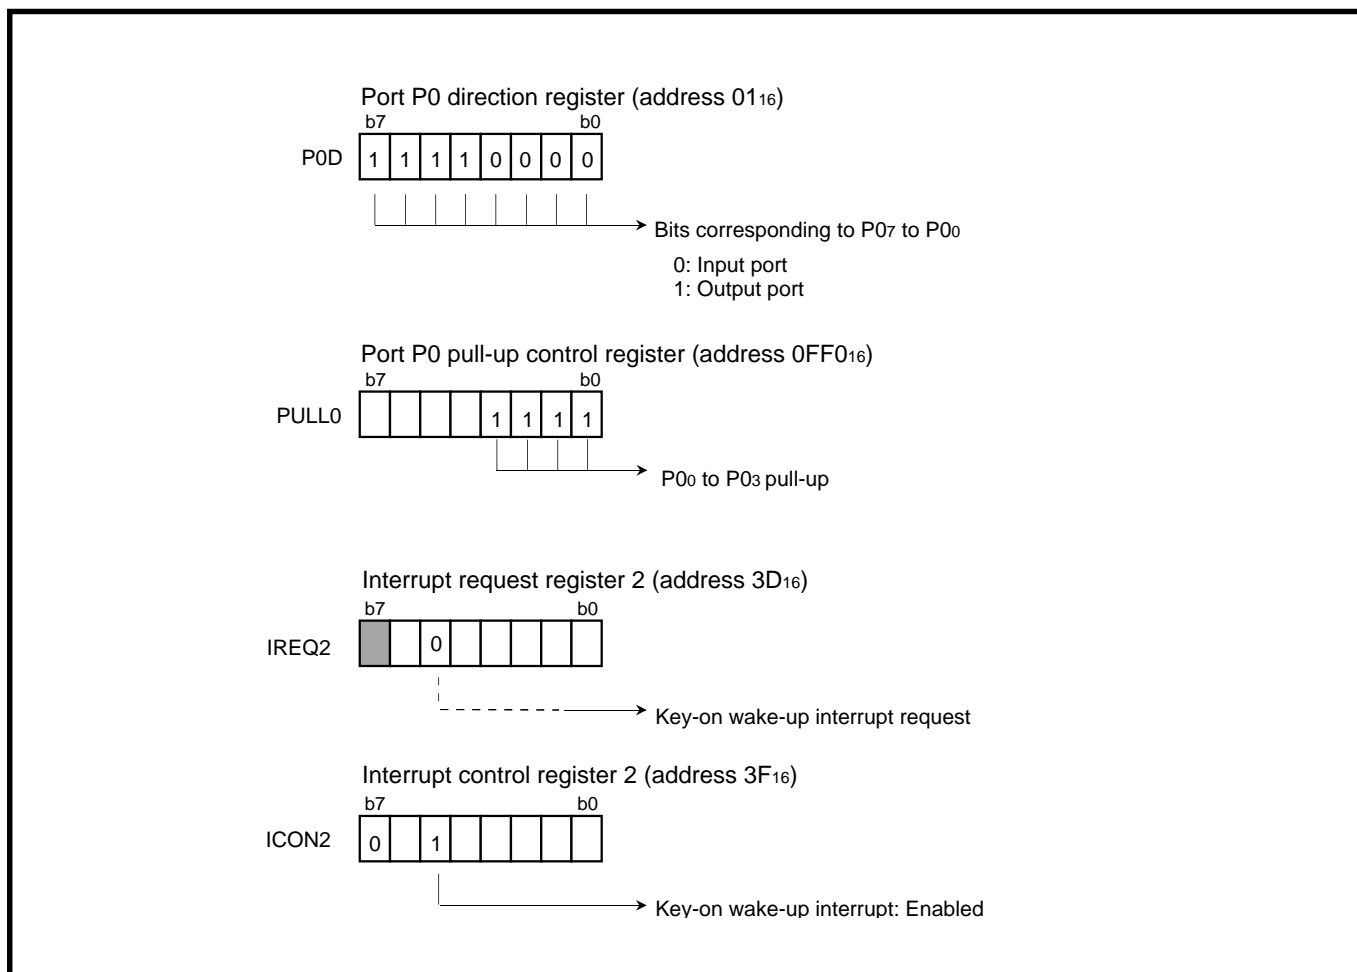 Port P0 direction register (address 0116)
b7 b0
P0D 1 1 1 1 0 0 0 0
Bits corresponding to P07 to P00
0: Input port
1: Output port
Port P0 pull-up control register (address 0FF016)
b7 b0
PULL0 1 1 1 1
P00 to P03 pull-up
Interrupt request register 2 (address 3D16)
b7 b0
IREQ2 0
Key-on wake-up interrupt request
Interrupt control register 2 (address 3F16)
b7 b0
ICON2 0 1
Key-on wake-up interrupt: Enabled